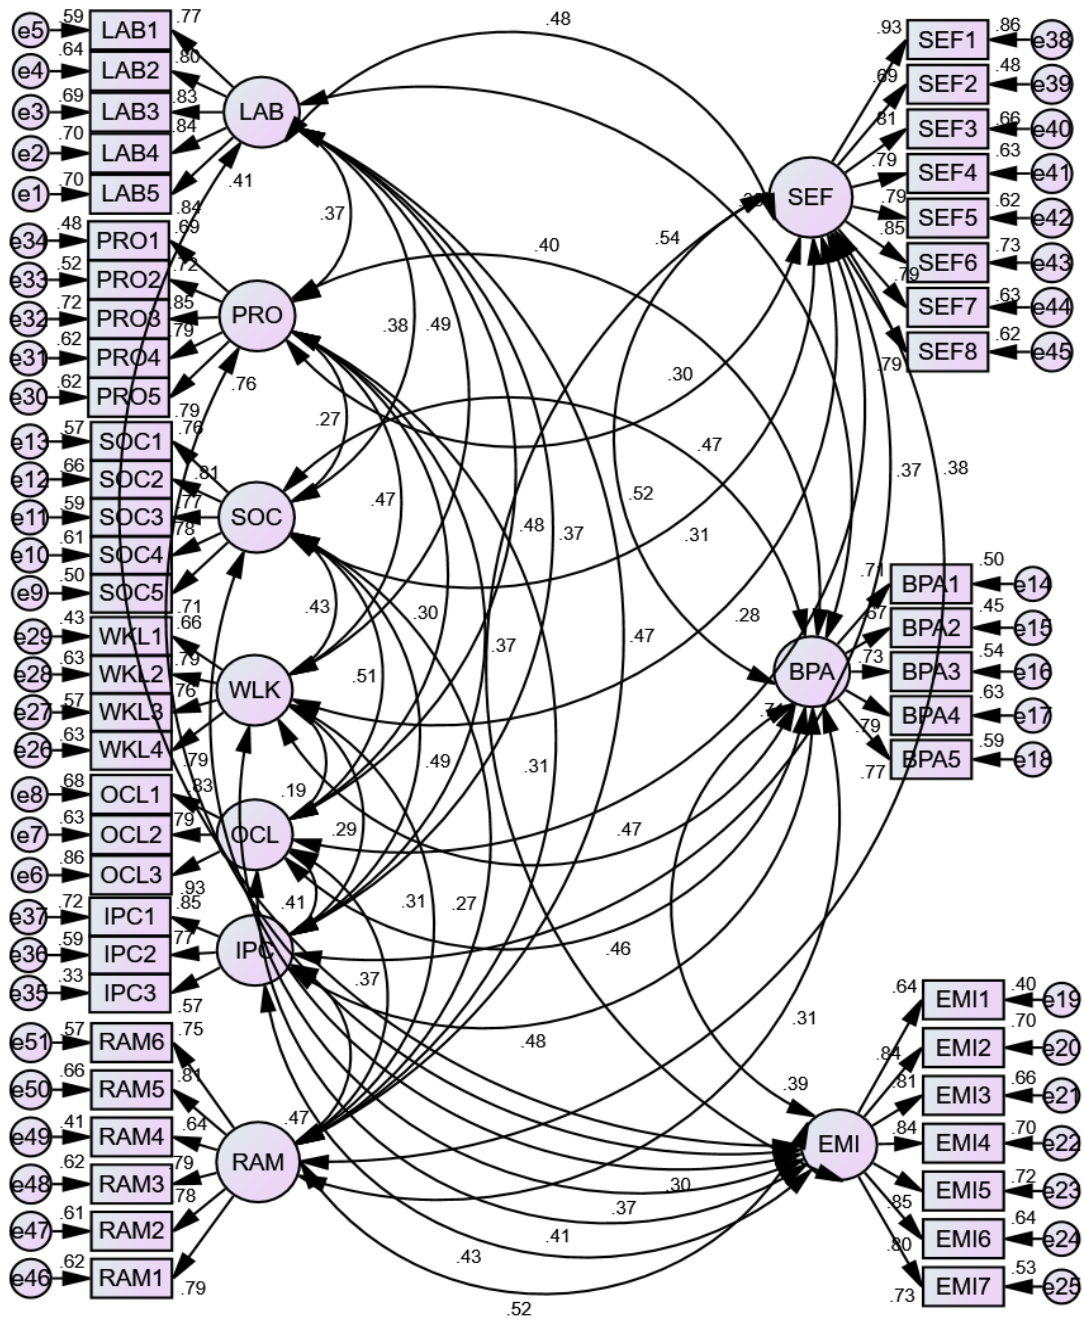 .48
e5 .59 LAB1 .77
e4 .64 LAB2 .80
e3 .69 LAB3 .83
e2 .70 LAB4 .84
e1 .70 LAB5 .84
LAB
.41
.37
e34 .48 PRO1 .69
e33 .52 PRO2 .72
e32 .72 PRO3 .85
e31 .62 PRO4 .79
e30 .62 PRO5 .79
PRO
.76
.38
.49
.40
.54
.30
.27
e13 .57 SOC1 .76
e12 .66 SOC2 .81
e11 .59 SOC3 .77
e10 .61 SOC4 .78
e9 .50 SOC5 .71
SOC
.47
.48
.37
.52
.47
.31
.37
.38
.43
.30
.37
.47
.28
e29 .43 WKL1 .66
e28 .63 WKL2 .79
e27 .57 WKL3 .76
e26 .63 WKL4 .79
WLK
.51
.49
.31
.19
e8 .68 OCL1 .83
e7 .63 OCL2 .79
e6 .86 OCL3 .93
OCL
.29
.47
.41
.31
.27
.46
e37 .72 IPC1 .85
e36 .59 IPC2 .77
e35 .33 IPC3 .57
IPC
.37
.48
.31
.39
e51 .57 RAM6 .75
e50 .66 RAM5 .81
e49 .41 RAM4 .64
e48 .62 RAM3 .79
e47 .61 RAM2 .78
e46 .62 RAM1 .79
RAM
.47
.30
.37
.41
.43
.52
SEF
.93 SEF1 .86 e38
.69 SEF2 .48 e39
.81 SEF3 .66 e40
.79 SEF4 .63 e41
.79 SEF5 .62 e42
.85 SEF6 .73 e43
.79 SEF7 .63 e44
.79 SEF8 .62 e45
BPA
.71 BPA1 .50 e14
.67 BPA2 .45 e15
.73 BPA3 .54 e16
.79 BPA4 .63 e17
.77 BPA5 .59 e18
EMI
.64 EMI1 .40 e19
.84 EMI2 .70 e20
.81 EMI3 .66 e21
.84 EMI4 .70 e22
.85 EMI5 .72 e23
.80 EMI6 .64 e24
.73 EMI7 .53 e25